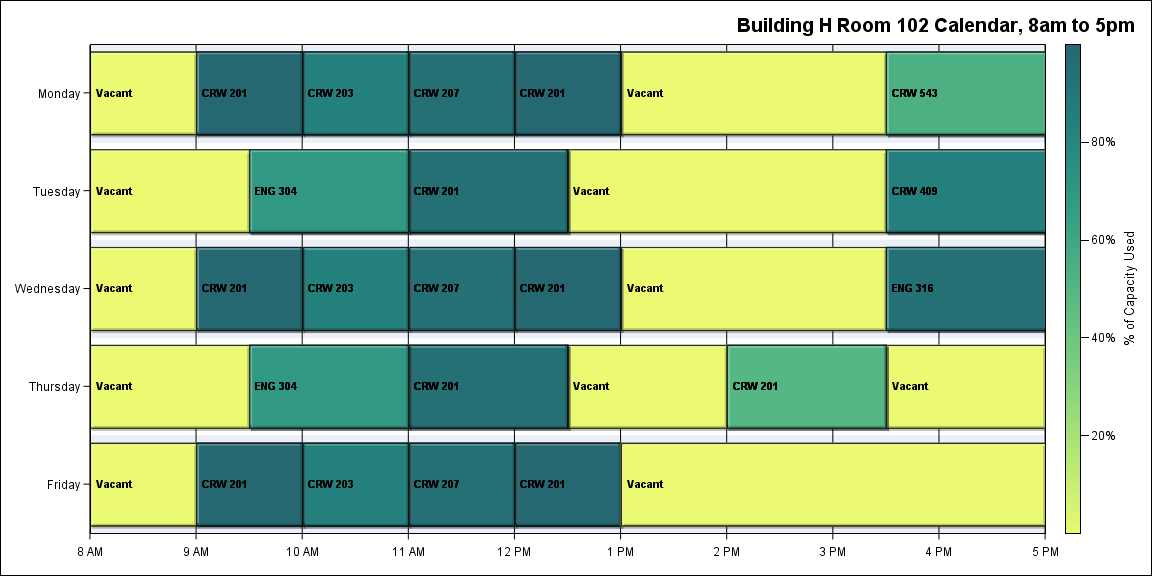 Building H Room 102 Calendar, 8am to 5pm
Monday
Vacant
CRW 201
CRW 203
CRW 207
CRW 201
Vacant
CRW 543
Tuesday
Vacant
ENG 304
CRW 201
Vacant
CRW 409
Wednesday
Vacant
CRW 201
CRW 203
CRW 207
CRW 201
Vacant
ENG 316
Thursday
Vacant
ENG 304
CRW 201
Vacant
CRW 201
Vacant
Friday
Vacant
CRW 201
CRW 203
CRW 207
CRW 201
Vacant
8 AM
9 AM
10 AM
11 AM
12 PM
1 PM
2 PM
3 PM
4 PM
5 PM
80%
60%
40%
20%
% of Capacity Used